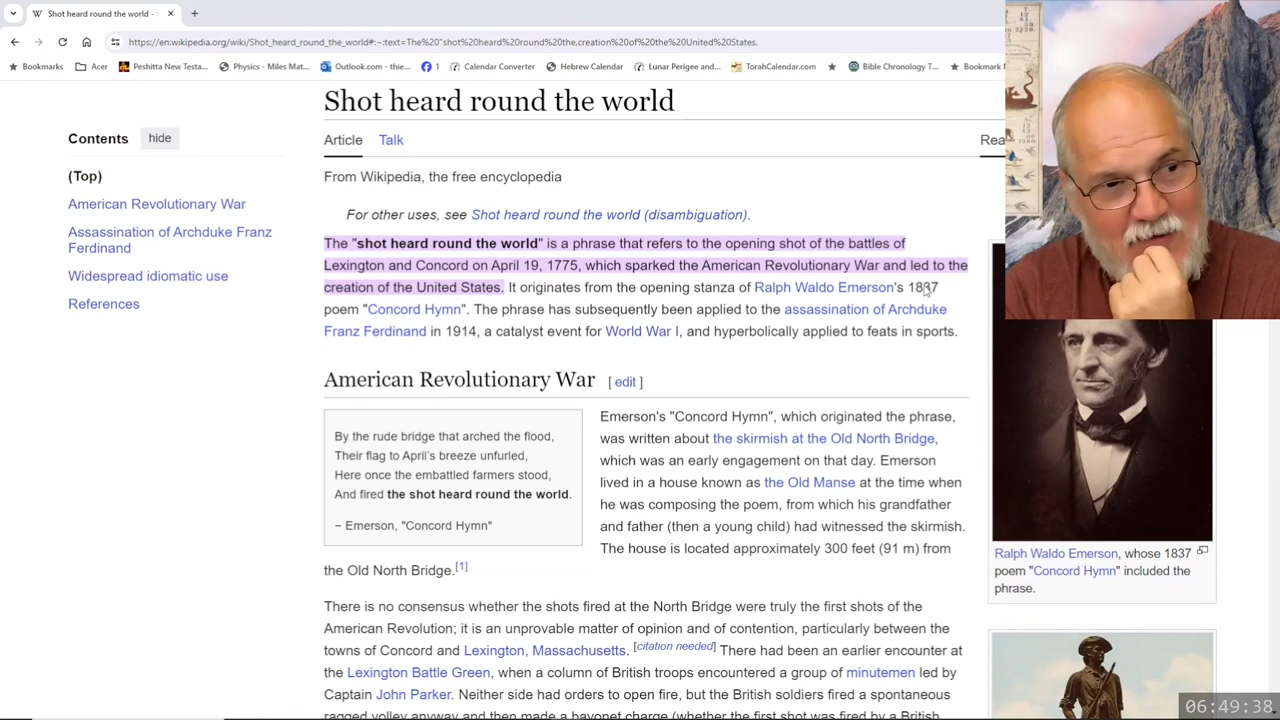 Shot heard round the world -
https://en.wikipedia.org/wiki/Shot_heard_round_the_world#:~:text=The%20"shot%20heard%20round%20the,creation%20of%20the%20United%20States.
Bookmarks Acer Peshitta New Testa... Physics - Miles Mat... Outlook.com - thie... 1 Calendar Converter Hebrew Calendar Lunar Perigee and... TorahCalendar.com Bible Chronology T... Bookmark
Shot heard round the world
Contents hide
(Top)
American Revolutionary War
Assassination of Archduke Franz
Ferdinand
Widespread idiomatic use
References
Article Talk
Rea
From Wikipedia, the free encyclopedia
For other uses, see Shot heard round the world (disambiguation).
The "shot heard round the world" is a phrase that refers to the opening shot of the battles of
Lexington and Concord on April 19, 1775, which sparked the American Revolutionary War and led to the
creation of the United States. It originates from the opening stanza of Ralph Waldo Emerson's 1837
poem "Concord Hymn". The phrase has subsequently been applied to the assassination of Archduke
Franz Ferdinand in 1914, a catalyst event for World War I, and hyperbolically applied to feats in sports.
American Revolutionary War [ edit ]
By the rude bridge that arched the flood,
Their flag to April's breeze unfurled,
Here once the embattled farmers stood,
And fired the shot heard round the world.
– Emerson, "Concord Hymn"
Emerson's "Concord Hymn", which originated the phrase,
was written about the skirmish at the Old North Bridge,
which was an early engagement on that day. Emerson
lived in a house known as the Old Manse at the time when
he was composing the poem, from which his grandfather
and father (then a young child) had witnessed the skirmish.
The house is located approximately 300 feet (91 m) from
the Old North Bridge.[1]
There is no consensus whether the shots fired at the North Bridge were truly the first shots of the
American Revolution; it is an unprovable matter of opinion and of contention, particularly between the
towns of Concord and Lexington, Massachusetts. [citation needed] There had been an earlier encounter at
the Lexington Battle Green, when a column of British troops encountered a group of minutemen led by
Captain John Parker. Neither side had orders to open fire, but the British soldiers fired a spontaneous
ragged volley anyway and then made a bayonet charge (whether the first shot was fired by a British
Ralph Waldo Emerson, whose 1837
poem "Concord Hymn" included the
phrase.
06:49:38